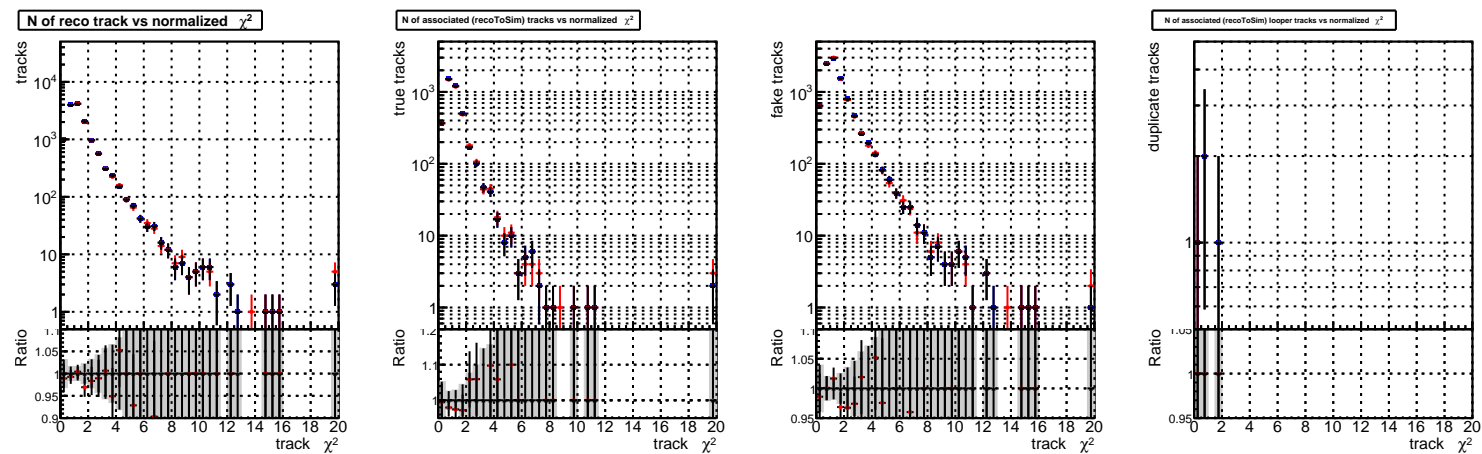 N of reco track vs normalized χ²
tracks
10⁴
10³
10²
10
1
Ratio
1.1
1.05
1
0.95
0.9
0 2 4 6 8 10 12 14 16 18 20
track χ²
N of associated (recoToSim) tracks vs normalized χ²
true tracks
10³
10²
10
1
Ratio
1.2
1.1
1
0 2 4 6 8 10 12 14 16 18 20
track χ²
fake tracks
10³
10²
10
1
Ratio
1.1
1.05
1
0.95
0 2 4 6 8 10 12 14 16 18 20
track χ²
N of associated (recoToSim) looper tracks vs normalized χ²
duplicate tracks
1
Ratio
1.05
1
0.95
0 2 4 6 8 10 12 14 16 18 20
track χ²